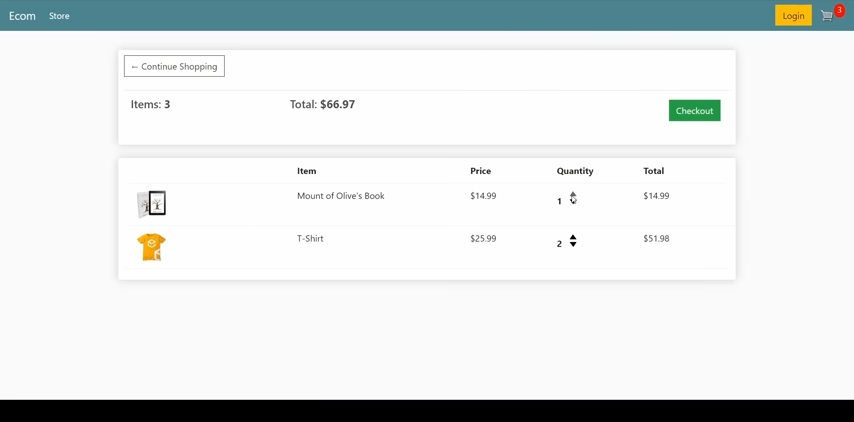 Ecom Store Login 3
← Continue Shopping
Items: 3 Total: $66.97 Checkout
Item Price Quantity Total
Mount of Olive's Book $14.99 1 $14.99
T-Shirt $25.99 2 $51.98